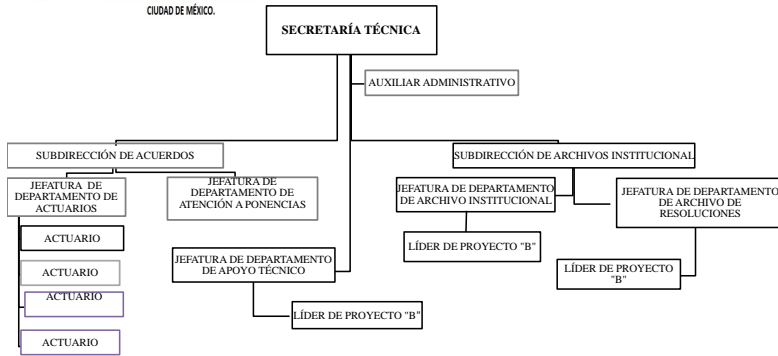 CIUDAD DE MÉXICO.
SECRETARÍA TÉCNICA
AUXILIAR ADMINISTRATIVO
SUBDIRECCIÓN DE ACUERDOS
SUBDIRECCIÓN DE ARCHIVOS INSTITUCIONAL
JEFATURA DE
DEPARTAMENTO DE
ACTUARIOS
JEFATURA DE
DEPARTAMENTO DE
ATENCIÓN A PONENCIAS
JEFATURA DE DEPARTAMENTO
DE ARCHIVO INSTITUCIONAL
JEFATURA DE DEPARTAMENTO
DE ARCHIVO DE
RESOLUCIONES
ACTUARIO
ACTUARIO
ACTUARIO
ACTUARIO
JEFATURA DE DEPARTAMENTO
DE APOYO TÉCNICO
LÍDER DE PROYECTO "B"
LÍDER DE PROYECTO "B"
LÍDER DE PROYECTO
"B"